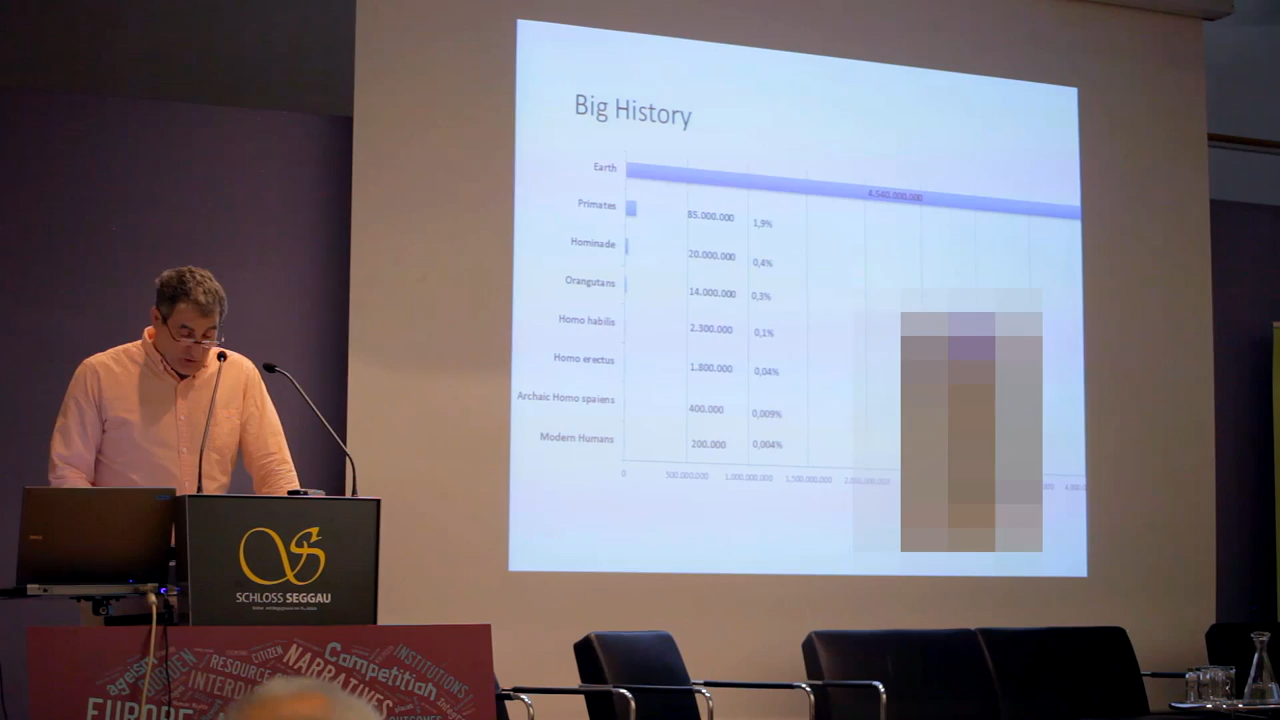 Big History
Earth 4.540.000.000
Primates 85.000.000 1,9%
Hominade 20.000.000 0,4%
Orangutans 14.000.000 0,3%
Homo habilis 2.300.000 0,1%
Homo erectus 1.800.000 0,04%
Archaic Homo spaiens 400.000 0,009%
Modern Humans 200.000 0,004%
0 500.000.000 1.000.000.000 1.500.000.000
SCHLOSS SEGGAU
ageism
RESOURCE
CITIZEN
NARRATIVES
Competition
INSTITUTIONS
EUROPE